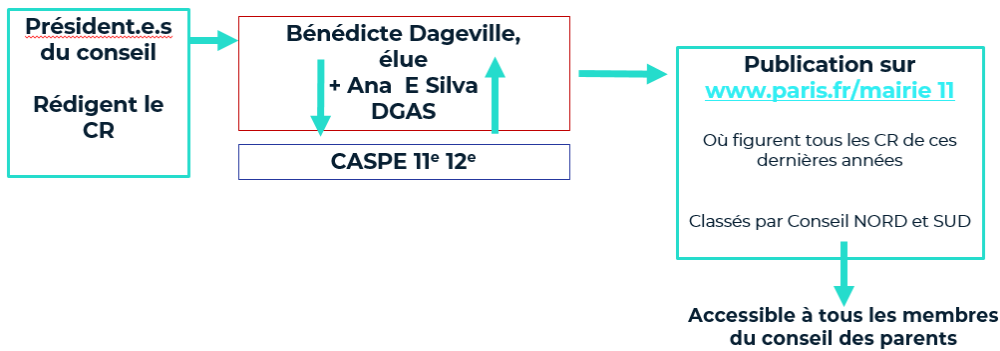 Président.e.s
du conseil
Rédigent le
CR
Bénédicte Dageville,
élue
+ Ana E Silva
DGAS
CASPE 11e 12e
Publication sur
www.paris.fr/mairie 11
Où figurent tous les CR de ces
dernières années
Classés par Conseil NORD et SUD
Accessible à tous les membres
du conseil des parents